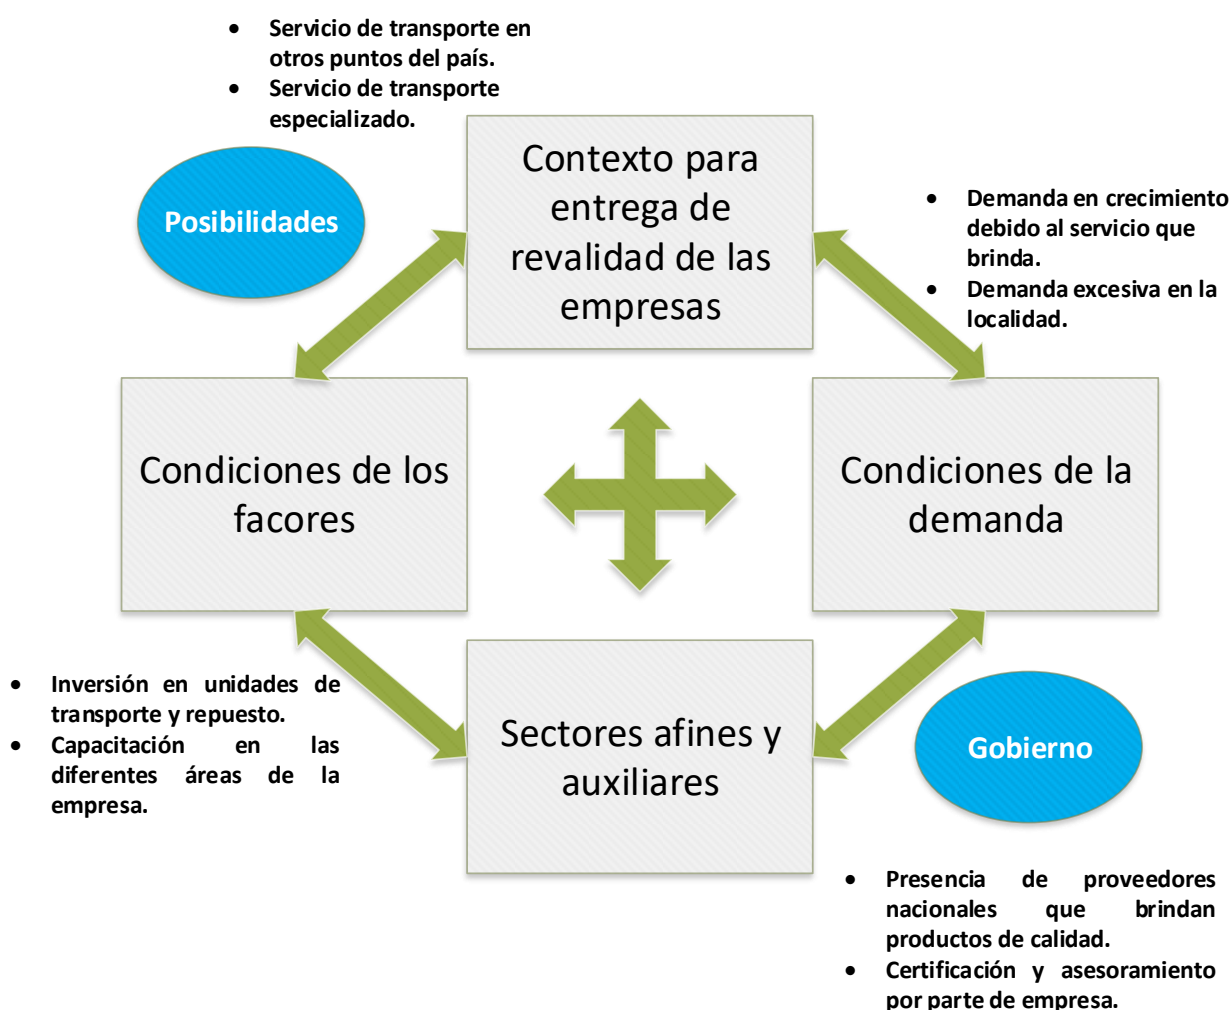 • Servicio de transporte en
otros puntos del país.
• Servicio de transporte
especializado.
Contexto para
entrega de
revalidad de las
empresas
Posibilidades
• Demanda en crecimiento
debido al servicio que
brinda.
• Demanda excesiva en la
localidad.
Condiciones de los
facores
Condiciones de la
demanda
• Inversión en unidades de
transporte y repuesto.
• Capacitación en las
diferentes áreas de la
empresa.
Sectores afines y
auxiliares
Gobierno
• Presencia de proveedores
nacionales que brindan
productos de calidad.
• Certificación y asesoramiento
por parte de empresa.